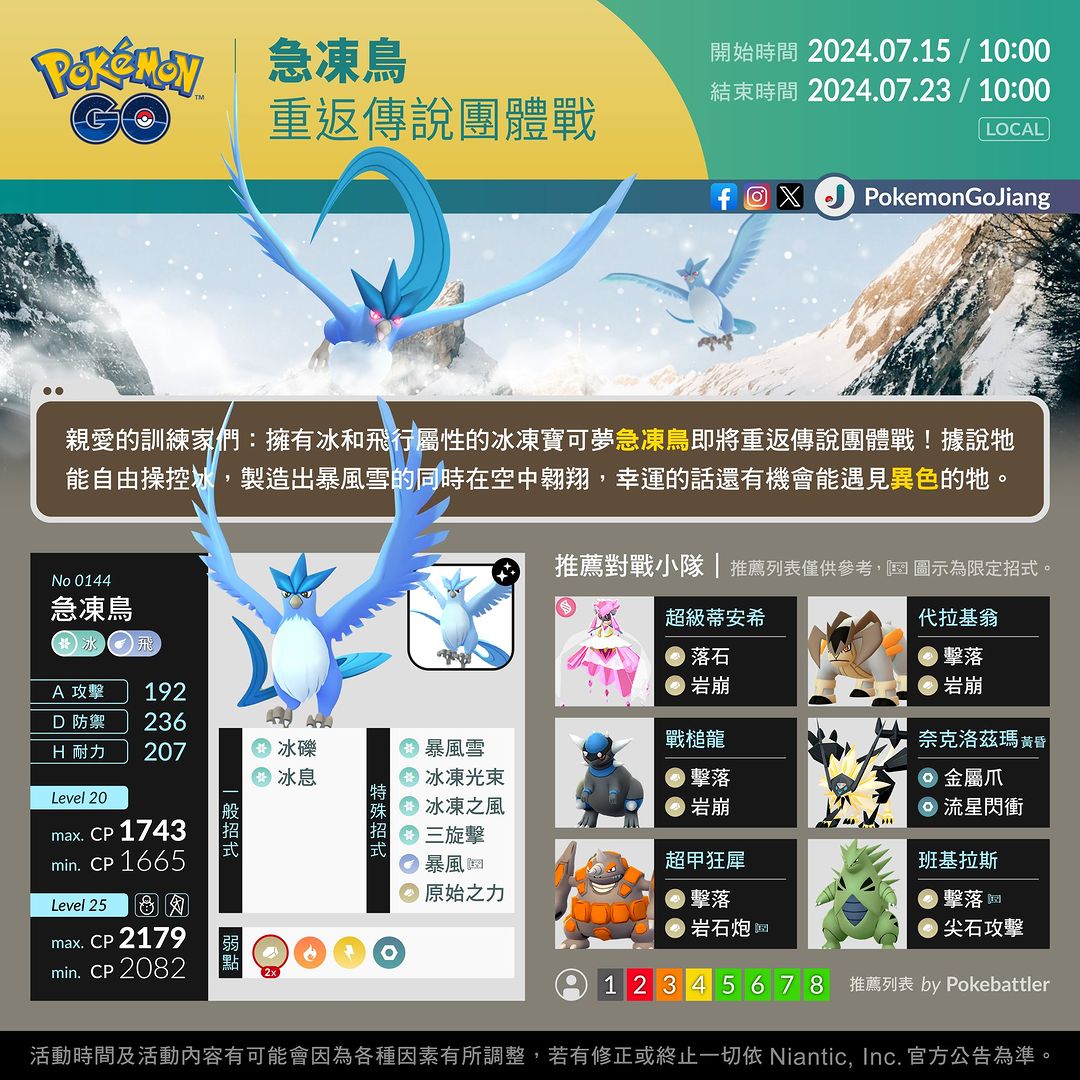 POKÉMON GO™
急凍鳥
重返傳說團體戰
開始時間 2024.07.15 / 10:00
結束時間 2024.07.23 / 10:00
LOCAL
PokemonGoJiang
親愛的訓練家們：擁有冰和飛行屬性的冰凍寶可夢急凍鳥即將重返傳說團體戰！據說牠
能自由操控冰，製造出暴風雪的同時在空中翱翔，幸運的話還有機會能遇見異色的牠。
No 0144
急凍鳥
冰 飛
A 攻擊 192
D 防禦 236
H 耐力 207
Level 20
max. CP 1743
min. CP 1665
Level 25
max. CP 2179
min. CP 2082
一般招式
冰礫
冰息
特殊招式
暴風雪
冰凍光束
冰凍之風
三旋擊
暴風
原始之力
弱點
2x
推薦對戰小隊｜推薦列表僅供參考，圖示為限定招式。
超級蒂安希
落石
岩崩
代拉基翁
擊落
岩崩
戰槌龍
擊落
岩崩
奈克洛茲瑪 黃昏
金屬爪
流星閃衝
超甲狂犀
擊落
岩石炮
班基拉斯
擊落
尖石攻擊
1 2 3 4 5 6 7 8
推薦列表 by Pokebattler
活動時間及活動內容有可能會因為各種因素有所調整，若有修正或終止一切依 Niantic, Inc. 官方公告為準。